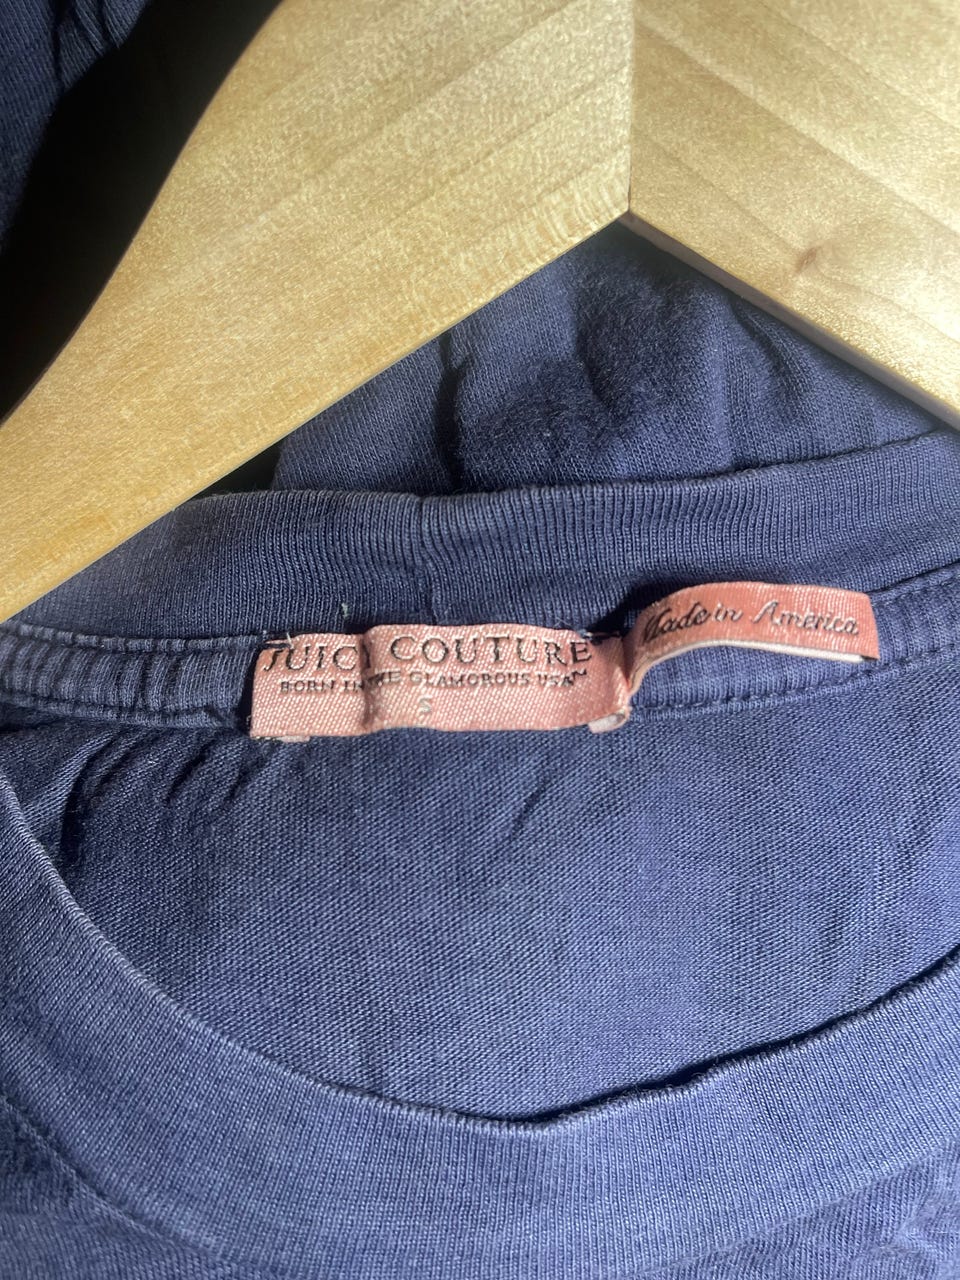 JUICY COUTURE
BORN IN THE GLAMOROUS USA
S
Made in America